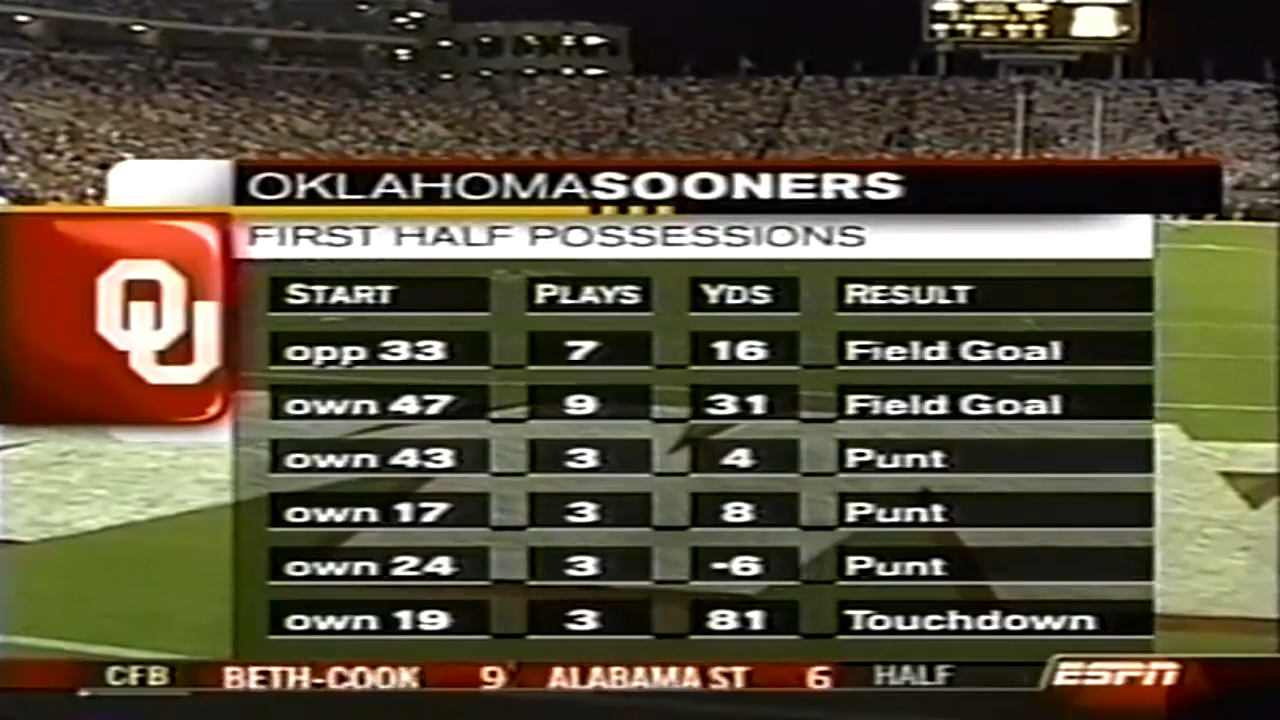 OKLAHOMASOONERS
FIRST HALF POSSESSIONS
OU
START PLAYS YDS RESULT
opp 33 7 16 Field Goal
own 47 9 31 Field Goal
own 43 3 4 Punt
own 17 3 8 Punt
own 24 3 -6 Punt
own 19 3 81 Touchdown
CFB BETH-COOK 9 ALABAMA ST 6 HALF ESPN